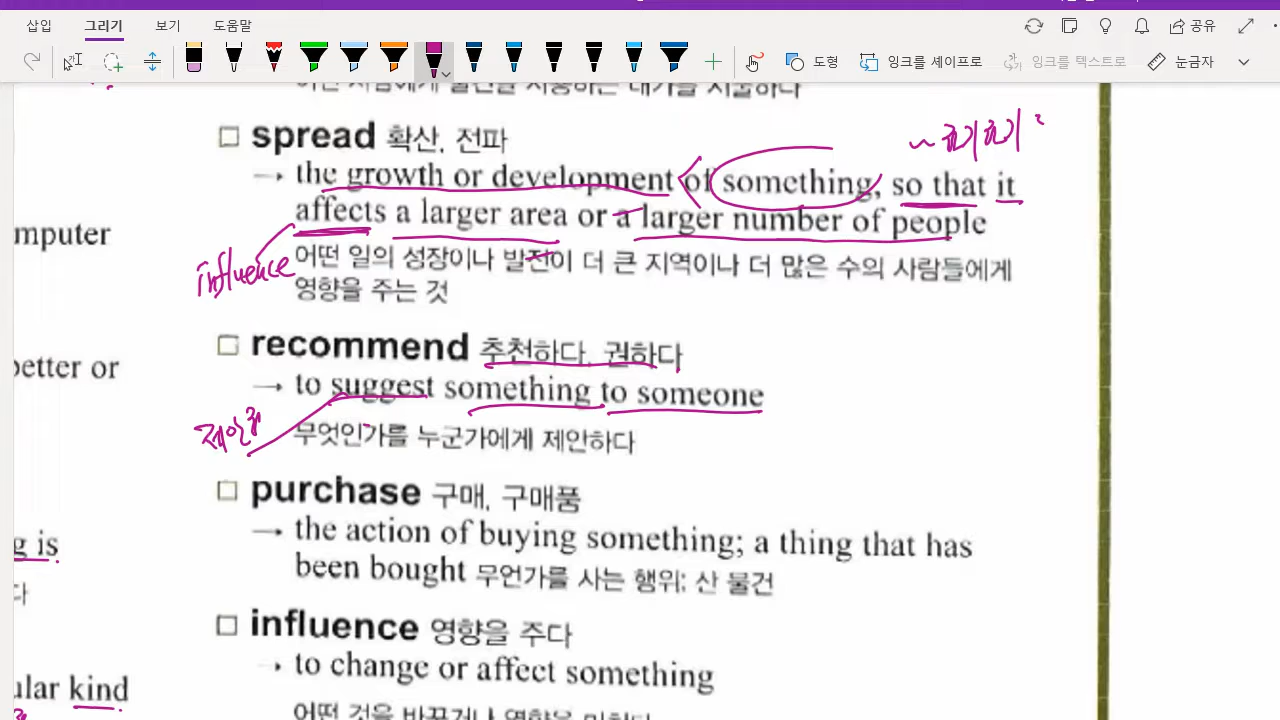 삽입 그리기 보기 도움말 공유
도형 잉크를 셰이프로 잉크를 텍스트로 눈금자
spread 확산, 전파
→ the growth or development of something, so that it
affects a larger area or a larger number of people
influence
어떤 일의 성장이나 발전이 더 큰 지역이나 더 많은 수의 사람들에게
영향을 주는 것
mputer
recommend 추천하다, 권하다
better or
→ to suggest something to someone
무엇인가를 누군가에게 제안하다
purchase 구매, 구매품
→ the action of buying something; a thing that has
g is
been bought 무언가를 사는 행위; 산 물건
다
influence 영향을 주다
→ to change or affect something
ular kind